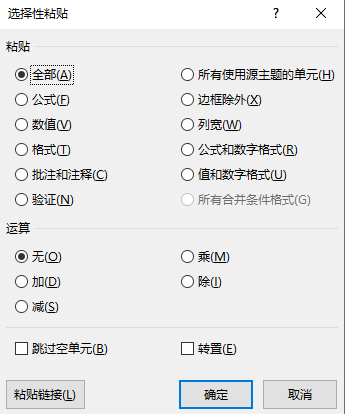 选择性粘贴 ? ×
粘贴
全部(A) 所有使用源主题的单元(H)
公式(F) 边框除外(X)
数值(V) 列宽(W)
格式(T) 公式和数字格式(R)
批注和注释(C) 值和数字格式(U)
验证(N) 所有合并条件格式(G)
运算
无(O) 乘(M)
加(D) 除(I)
减(S)
跳过空单元(B) 转置(E)
粘贴链接(L) 确定 取消